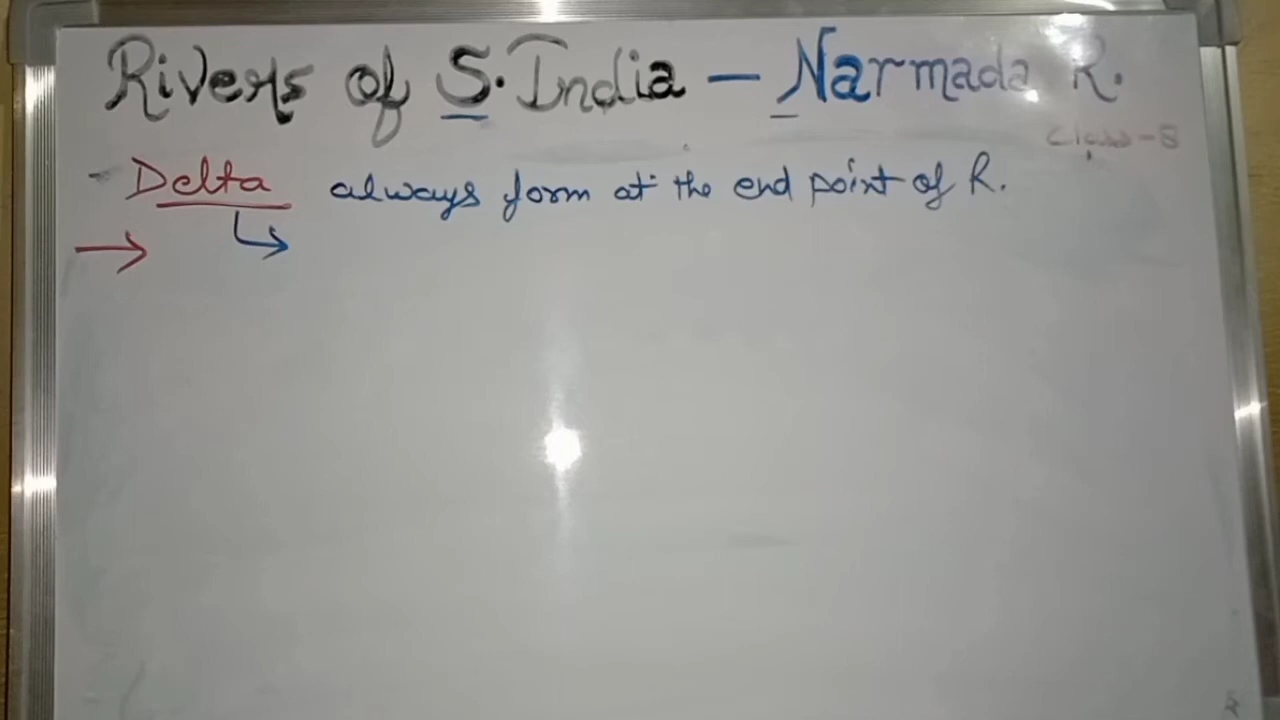 Rivers of S. India – Narmada R.
Class-8
- Delta always form at the end point of R.